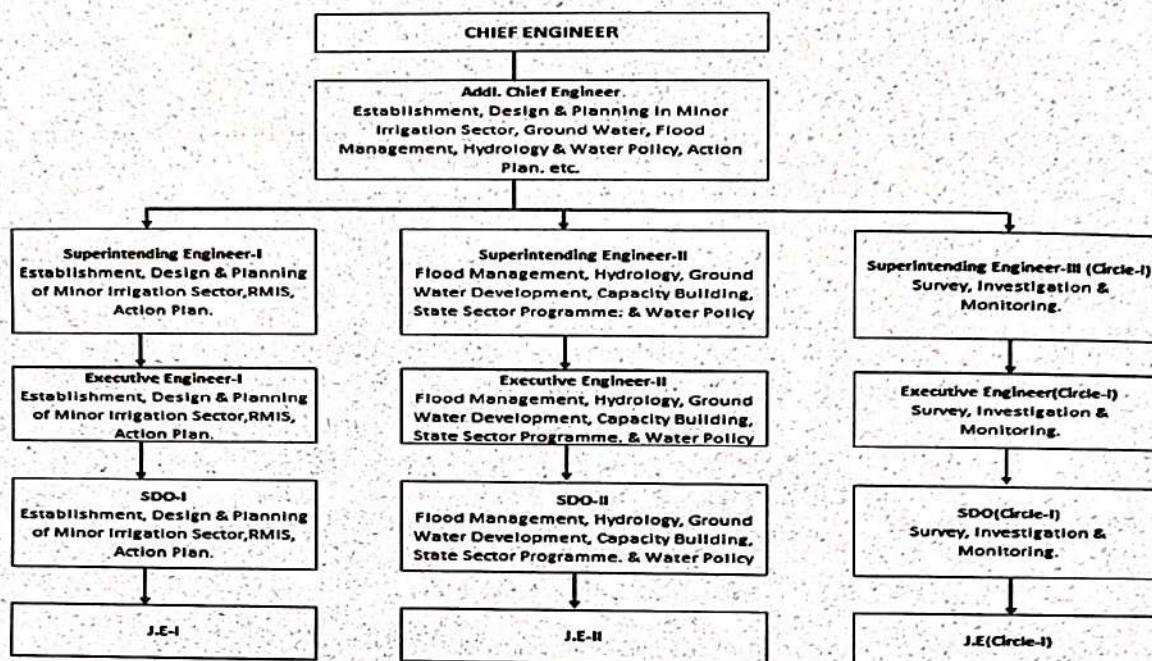 CHIEF ENGINEER
Addl. Chief Engineer.
Establishment, Design & Planning in Minor
Irrigation Sector, Ground Water, Flood
Management, Hydrology & Water Policy, Action
Plan. etc.
Superintending Engineer-I
Establishment, Design & Planning
of Minor Irrigation Sector,RMIS,
Action Plan.
Superintending Engineer-II
Flood Management, Hydrology, Ground
Water Development, Capacity Building,
State Sector Programme. & Water Policy
Superintending Engineer-III (Circle-I)
Survey, Investigation &
Monitoring.
Executive Engineer-I
Establishment, Design & Planning
of Minor Irrigation Sector,RMIS,
Action Plan.
Executive Engineer-II
Flood Management, Hydrology, Ground
Water Development, Capacity Building,
State Sector Programme. & Water Policy
Executive Engineer(Circle-I)
Survey, Investigation &
Monitoring.
SDO-I
Establishment, Design & Planning
of Minor Irrigation Sector,RMIS,
Action Plan.
SDO-II
Flood Management, Hydrology, Ground
Water Development, Capacity Building,
State Sector Programme. & Water Policy
SDO(Circle-I)
Survey, Investigation &
Monitoring.
J.E-I
J.E-II
J.E(Circle-I)